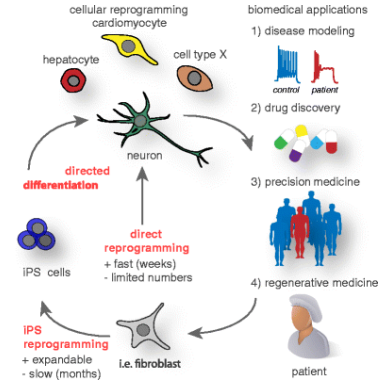 cellular reprogramming
cardiomyocyte
hepatocyte
cell type X
neuron
directed
differentiation
direct
reprogramming
+ fast (weeks)
- limited numbers
iPS cells
iPS
reprogramming
+ expandable
- slow (months)
i.e. fibroblast
biomedical applications
1) disease modeling
control patient
2) drug discovery
3) precision medicine
4) regenerative medicine
patient